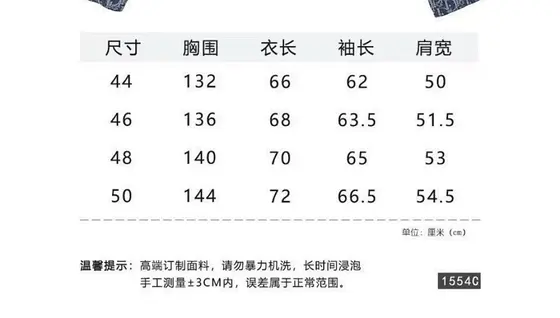 尺寸 胸围 衣长 袖长 肩宽
44 132 66 62 50
46 136 68 63.5 51.5
48 140 70 65 53
50 144 72 66.5 54.5
单位：厘米（cm）
温馨提示：高端订制面料，请勿暴力机洗，长时间浸泡
手工测量±3CM内，误差属于正常范围。
1554C